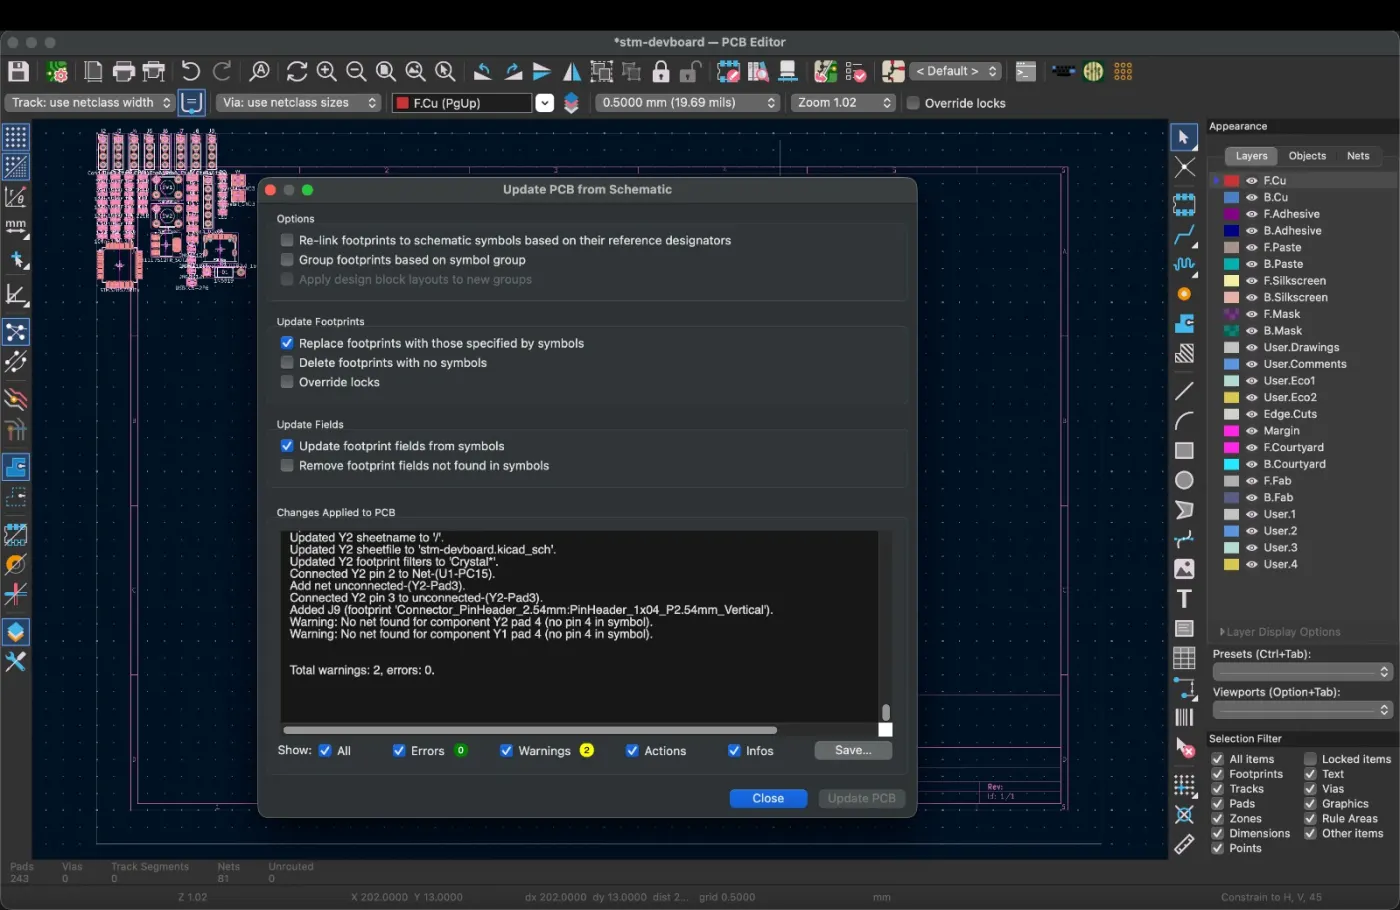 *stm-devboard — PCB Editor
< Default >
Track: use netclass width
Via: use netclass sizes
F.Cu (PgUp)
0.5000 mm (19.69 mils)
Zoom 1.02
Override locks
mm
SW1
SW2
Update PCB from Schematic
Options
Re-link footprints to schematic symbols based on their reference designators
Group footprints based on symbol group
Apply design block layouts to new groups
Update Footprints
Replace footprints with those specified by symbols
Delete footprints with no symbols
Override locks
Update Fields
Update footprint fields from symbols
Remove footprint fields not found in symbols
Changes Applied to PCB
Updated Y2 sheetname to '/'.
Updated Y2 sheetfile to 'stm-devboard.kicad_sch'.
Updated Y2 footprint filters to 'Crystal*'.
Connected Y2 pin 2 to Net-(U1-PC15).
Add net unconnected-(Y2-Pad3).
Connected Y2 pin 3 to unconnected-(Y2-Pad3).
Added J9 (footprint 'Connector_PinHeader_2.54mm:PinHeader_1x04_P2.54mm_Vertical').
Warning: No net found for component Y2 pad 4 (no pin 4 in symbol).
Warning: No net found for component Y1 pad 4 (no pin 4 in symbol).
Total warnings: 2, errors: 0.
Show: All Errors 0 Warnings 2 Actions Infos Save...
Close Update PCB
Rev:
Id: 1/1
Appearance
Layers Objects Nets
F.Cu
B.Cu
F.Adhesive
B.Adhesive
F.Paste
B.Paste
F.Silkscreen
B.Silkscreen
F.Mask
B.Mask
User.Drawings
User.Comments
User.Eco1
User.Eco2
Edge.Cuts
Margin
F.Courtyard
B.Courtyard
F.Fab
B.Fab
User.1
User.2
User.3
User.4
Layer Display Options
Presets (Ctrl+Tab):
Viewports (Option+Tab):
Selection Filter
All items Locked items
Footprints Text
Tracks Vias
Pads Graphics
Zones Rule Areas
Dimensions Other items
Points
Pads Vias Track Segments Nets Unrouted
243 0 0 81 0
Z 1.02 X 202.0000 Y 13.0000 dx 202.0000 dy 13.0000 dist 2... grid 0.5000 mm Constrain to H, V, 45